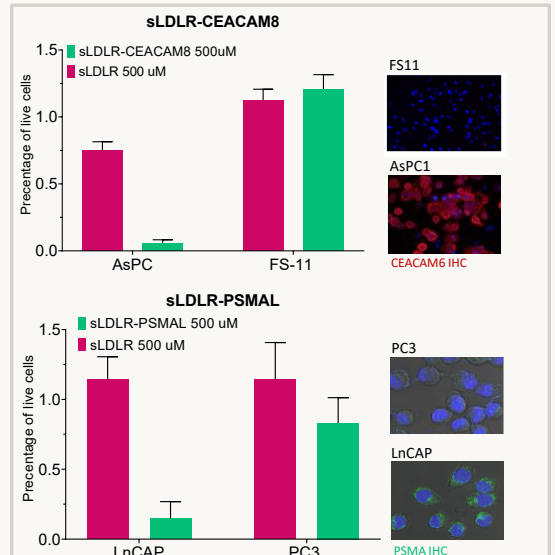 sLDLR-CEACAM8
sLDLR-CEACAM8 500uM
sLDLR 500 uM
Precentage of live cells
1.5
1.0
0.5
0.0
AsPC
FS-11
FS11
AsPC1
CEACAM6 IHC
sLDLR-PSMAL
sLDLR-PSMAL 500 uM
sLDLR 500 uM
Precentage of live cells
1.5
1.0
0.5
0.0
LnCAP
PC3
PC3
LnCAP
PSMA IHC